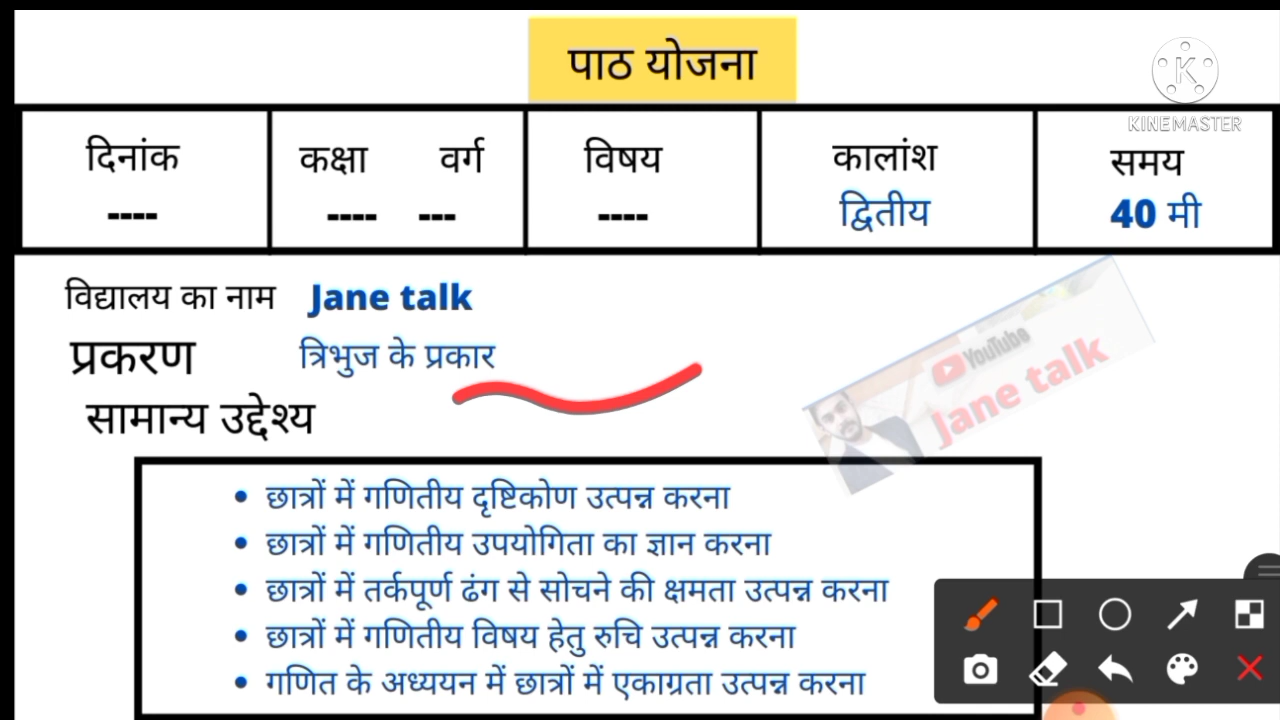 पाठ योजना
KINEMASTER
दिनांक कक्षा वर्ग विषय कालांश समय
---- ---- --- ---- द्वितीय 40 मी
विद्यालय का नाम Jane talk
प्रकरण त्रिभुज के प्रकार
YouTube
Jane talk
सामान्य उद्देश्य
• छात्रों में गणितीय दृष्टिकोण उत्पन्न करना
• छात्रों में गणितीय उपयोगिता का ज्ञान करना
• छात्रों में तर्कपूर्ण ढंग से सोचने की क्षमता उत्पन्न करना
• छात्रों में गणितीय विषय हेतु रुचि उत्पन्न करना
• गणित के अध्ययन में छात्रों में एकाग्रता उत्पन्न करना